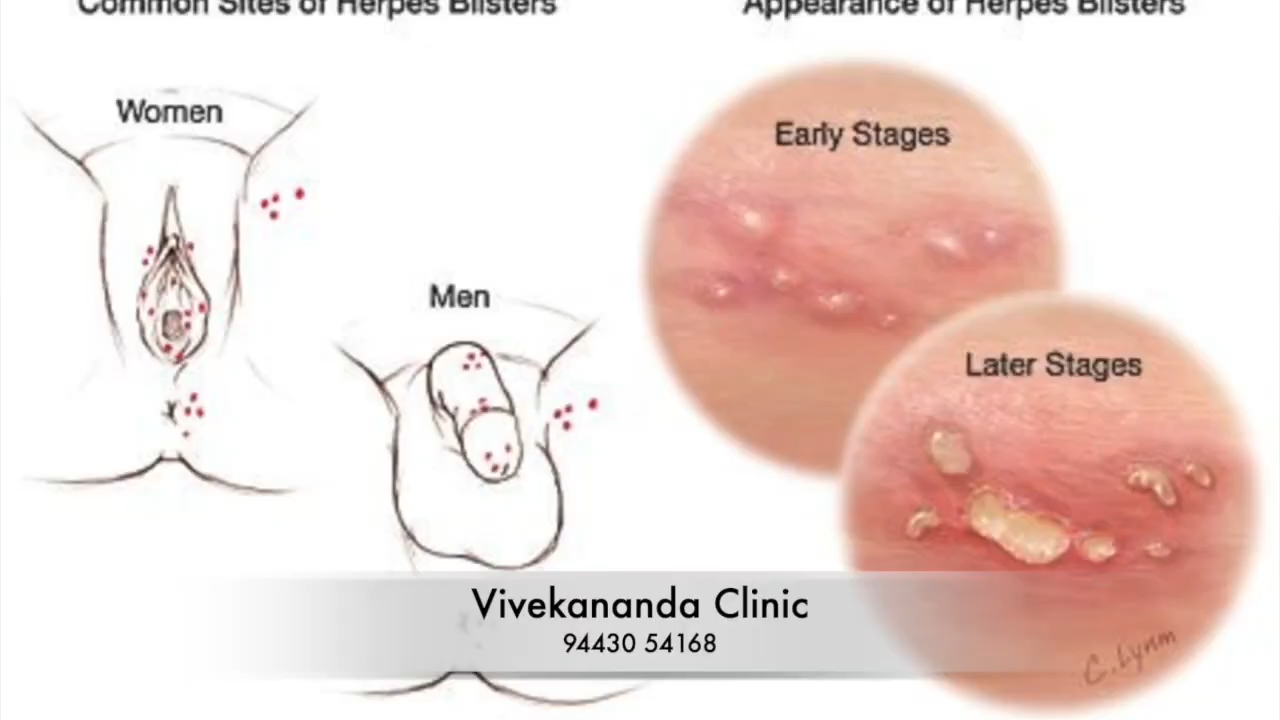 Common Sites of Herpes Blisters
Appearance of Herpes Blisters
Women
Early Stages
Men
Later Stages
Vivekananda Clinic
94430 54168
C. Lynm